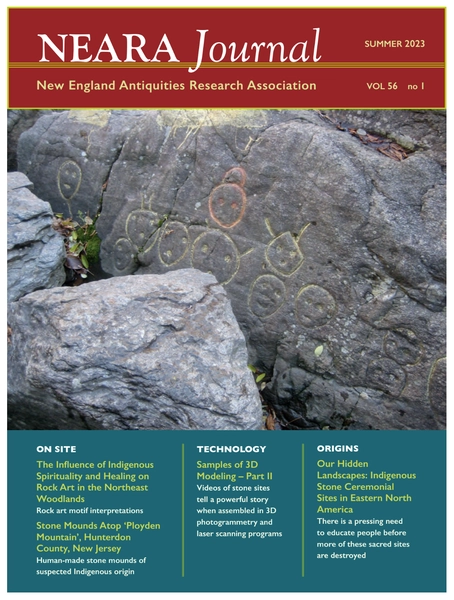 NEARA Journal
SUMMER 2023
New England Antiquities Research Association
VOL 56 no 1
ON SITE
The Influence of Indigenous
Spirituality and Healing on
Rock Art in the Northeast
Woodlands
Rock art motif interpretations
Stone Mounds Atop ‘Ployden
Mountain’, Hunterdon
County, New Jersey
Human-made stone mounds of
suspected Indigenous origin
TECHNOLOGY
Samples of 3D
Modeling – Part II
Videos of stone sites
tell a powerful story
when assembled in 3D
photogrammetry and
laser scanning programs
ORIGINS
Our Hidden
Landscapes: Indigenous
Stone Ceremonial
Sites in Eastern North
America
There is a pressing need
to educate people before
more of these sacred sites
are destroyed